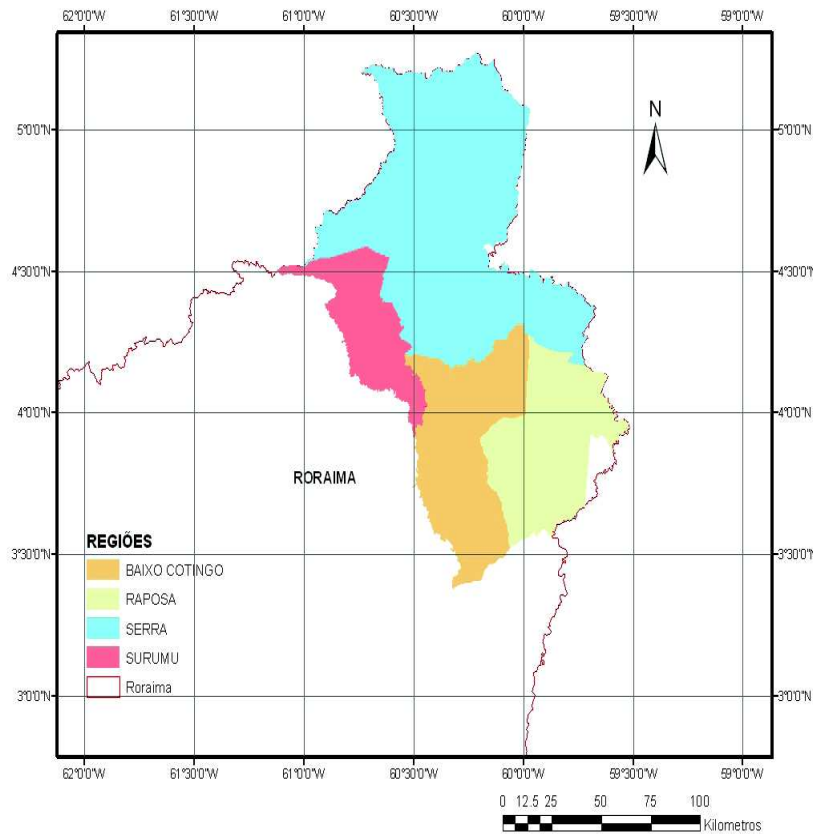 62°0'0"W 61°30'0"W 61°0'0"W 60°30'0"W 60°0'0"W 59°30'0"W 59°0'0"W
N
5°0'0"N 5°0'0"N
4°30'0"N 4°30'0"N
4°0'0"N 4°0'0"N
RORAIMA
REGIÕES
3°30'0"N 3°30'0"N
BAIXO COTINGO
RAPOSA
SERRA
SURUMU
Roraima
3°0'0"N 3°0'0"N
62°0'0"W 61°30'0"W 61°0'0"W 60°30'0"W 60°0'0"W 59°30'0"W 59°0'0"W
0 12.5 25 50 75 100
Kilometros